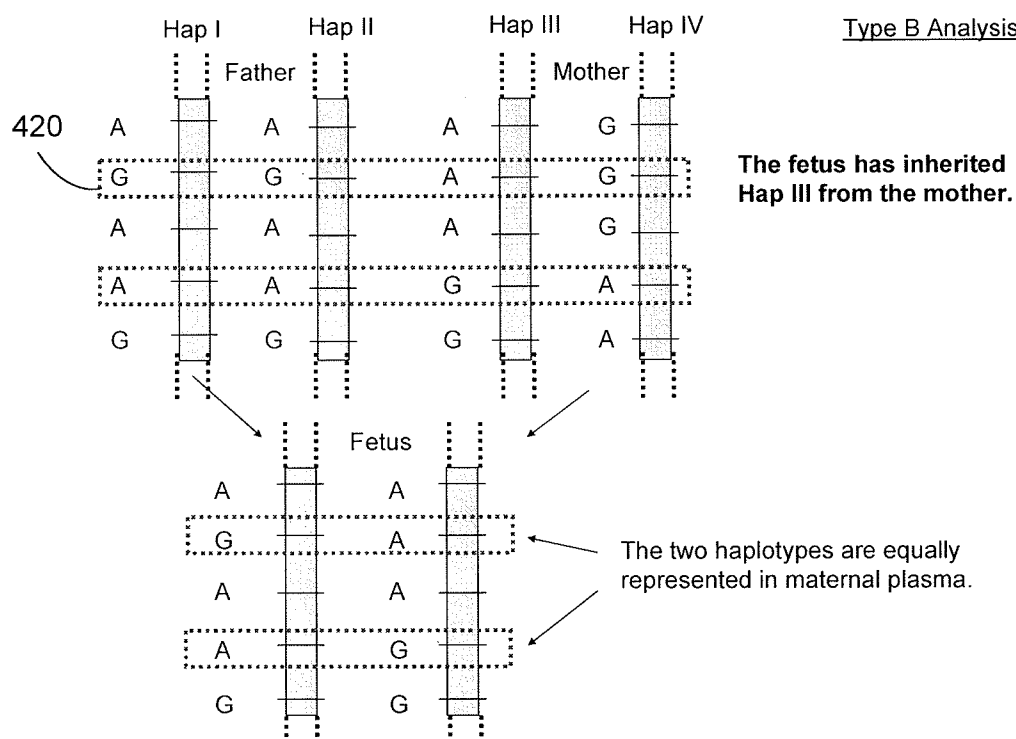 Hap I Hap II Hap III Hap IV Type B Analysis
Father Mother
420
A A A G
G G A G
The fetus has inherited
Hap III from the mother.
A A A G
A A G A
G G G A
Fetus
A A
G A
The two haplotypes are equally
represented in maternal plasma.
A A
A G
G G